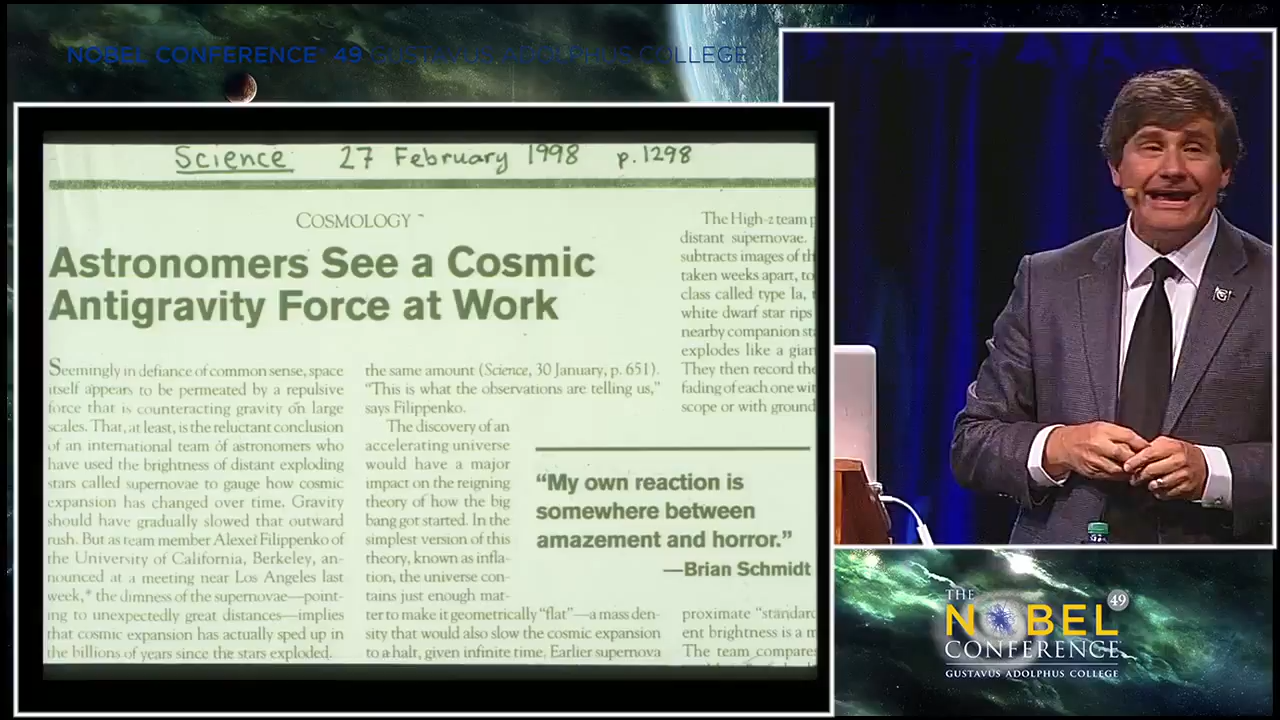 NOBEL CONFERENCE® 49 GUSTAVUS ADOLPHUS COLLEGE
Science 27 February 1998 p.1298
COSMOLOGY
Astronomers See a Cosmic
Antigravity Force at Work
Seemingly in defiance of common sense, space
itself appears to be permeated by a repulsive
force that is counteracting gravity on large
scales. That, at least, is the reluctant conclusion
of an international team of astronomers who
have used the brightness of distant exploding
stars called supernovae to gauge how cosmic
expansion has changed over time. Gravity
should have gradually slowed that outward
rush. But as team member Alexei Filippenko of
the University of California, Berkeley, an-
nounced at a meeting near Los Angeles last
week,* the dimness of the supernovae—point-
ing to unexpectedly great distances—implies
that cosmic expansion has actually sped up in
the billions of years since the stars exploded.
the same amount (Science, 30 January, p. 651).
“This is what the observations are telling us,”
says Filippenko.
The discovery of an
accelerating universe
would have a major
impact on the reigning
theory of how the big
bang got started. In the
simplest version of this
theory, known as infla-
tion, the universe con-
tains just enough mat-
ter to make it geometrically “flat”—a mass den-
sity that would also slow the cosmic expansion
to a halt, given infinite time. Earlier supernova
The High-z team
distant supernovae.
subtracts images of
taken weeks apart, to
class called type Ia,
white dwarf star rips
nearby companion
explodes like a
They then record the
fading of each one
scope or with ground
“My own reaction is
somewhere between
amazement and horror.”
—Brian Schmidt
proximate “standard
ent brightness is a
The team compares
THE
NOBEL 49
CONFERENCE
GUSTAVUS ADOLPHUS COLLEGE